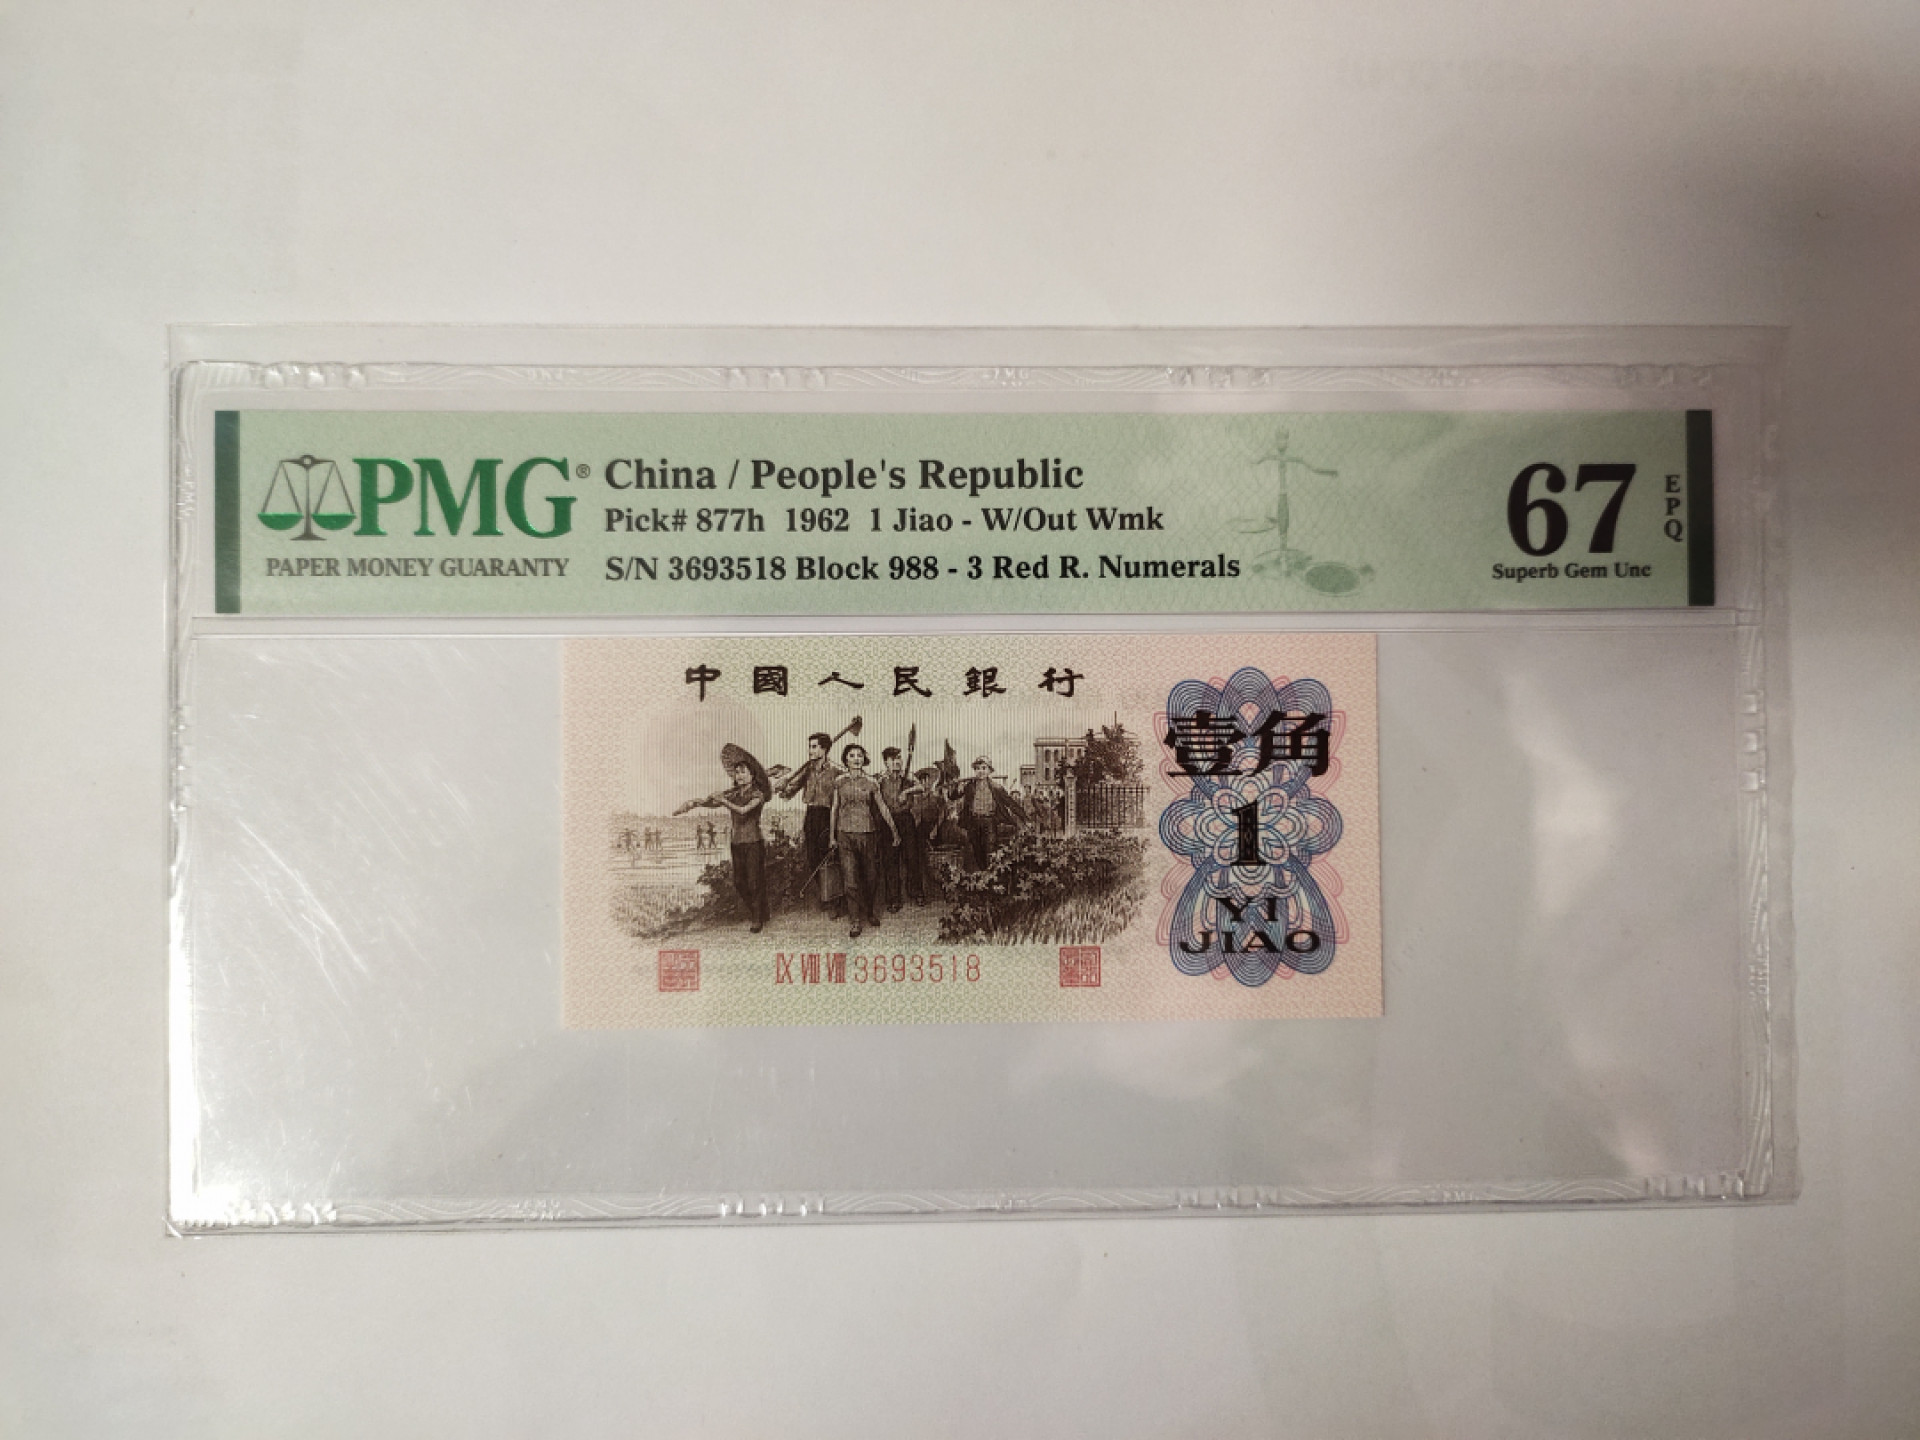 PMG®
PAPER MONEY GUARANTY
China / People's Republic
Pick# 877h 1962 1 Jiao - W/Out Wmk
S/N 3693518 Block 988 - 3 Red R. Numerals
67
EPQ
Superb Gem Unc
中國人民銀行
壹角
1
YI
JIAO
IX VIII VIII 3693518